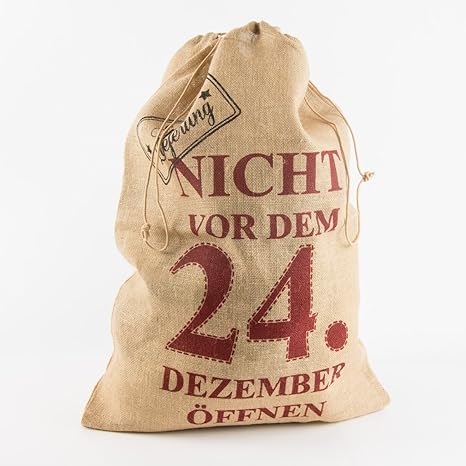 Lieferung
NICHT
VOR DEM
24.
DEZEMBER
ÖFFNEN